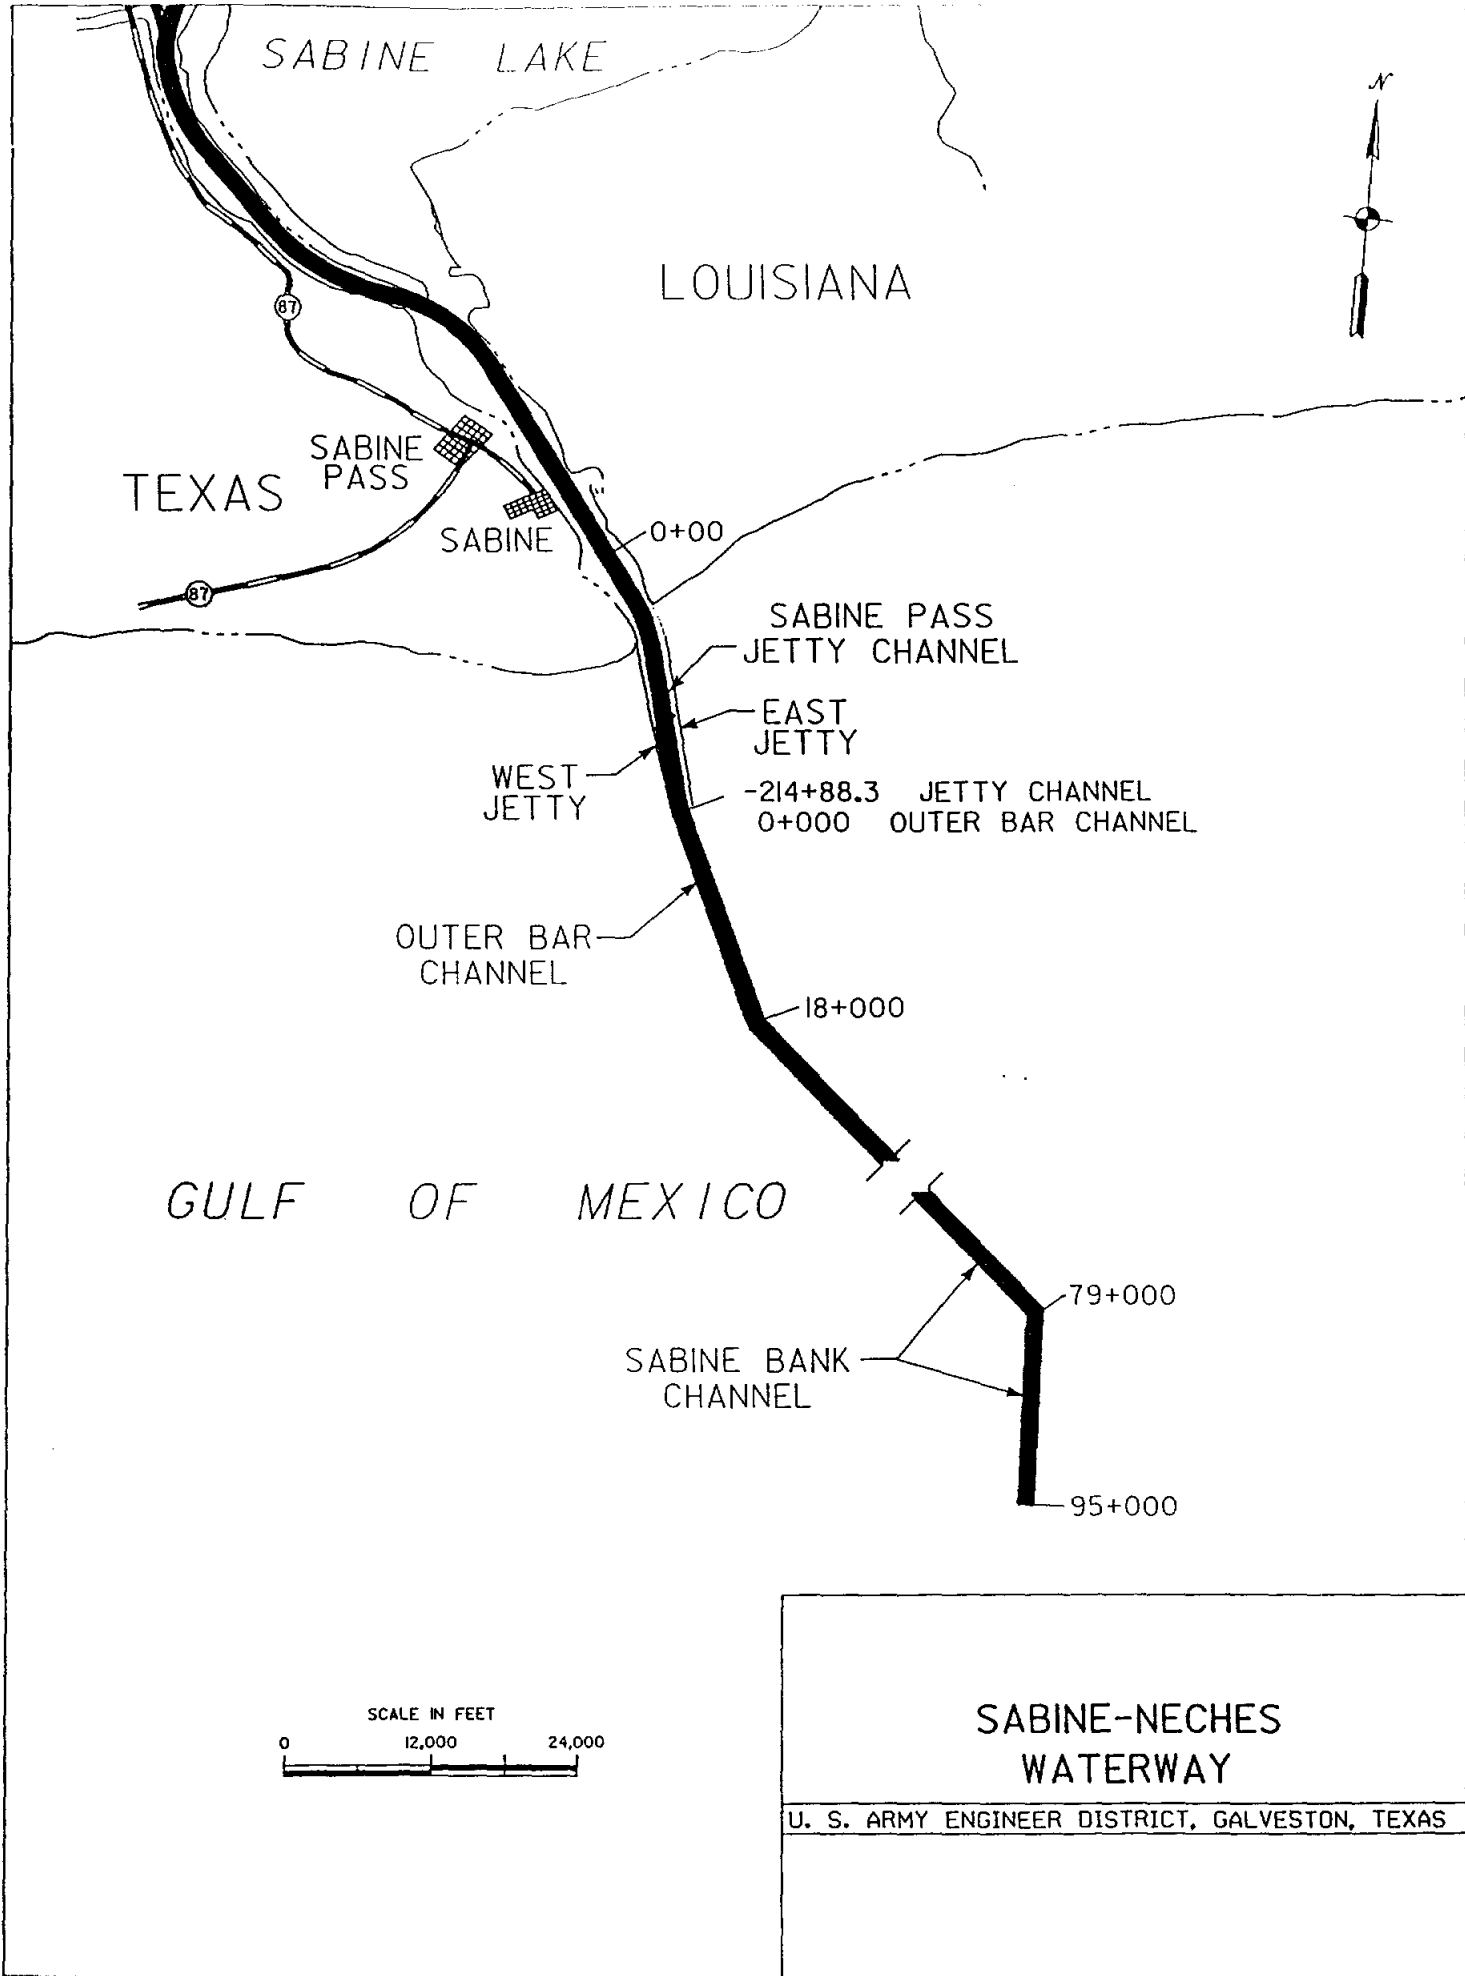 SABINE LAKE
N
LOUISIANA
87
SABINE
PASS
TEXAS
SABINE
0+00
87
SABINE PASS
JETTY CHANNEL
EAST
JETTY
WEST
JETTY
-214+88.3 JETTY CHANNEL
0+000 OUTER BAR CHANNEL
OUTER BAR
CHANNEL
18+000
GULF OF MEXICO
79+000
SABINE BANK
CHANNEL
95+000
SCALE IN FEET
0 12,000 24,000
SABINE-NECHES
WATERWAY
U. S. ARMY ENGINEER DISTRICT, GALVESTON, TEXAS